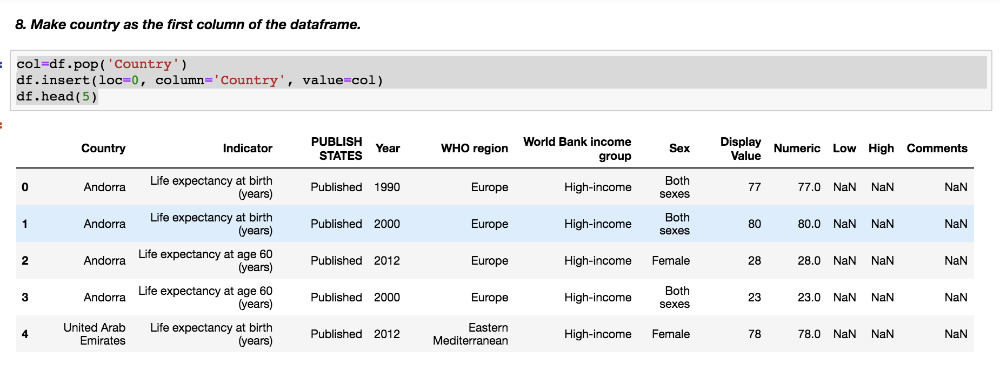 8. Make country as the first column of the dataframe.
:
col=df.pop('Country')
df.insert(loc=0, column='Country', value=col)
df.head(5)
:
Country Indicator PUBLISH STATES Year WHO region World Bank income group Sex Display Value Numeric Low High Comments
0 Andorra Life expectancy at birth (years) Published 1990 Europe High-income Both sexes 77 77.0 NaN NaN NaN
1 Andorra Life expectancy at birth (years) Published 2000 Europe High-income Both sexes 80 80.0 NaN NaN NaN
2 Andorra Life expectancy at age 60 (years) Published 2012 Europe High-income Female 28 28.0 NaN NaN NaN
3 Andorra Life expectancy at age 60 (years) Published 2000 Europe High-income Both sexes 23 23.0 NaN NaN NaN
4 United Arab Emirates Life expectancy at birth (years) Published 2012 Eastern Mediterranean High-income Female 78 78.0 NaN NaN NaN